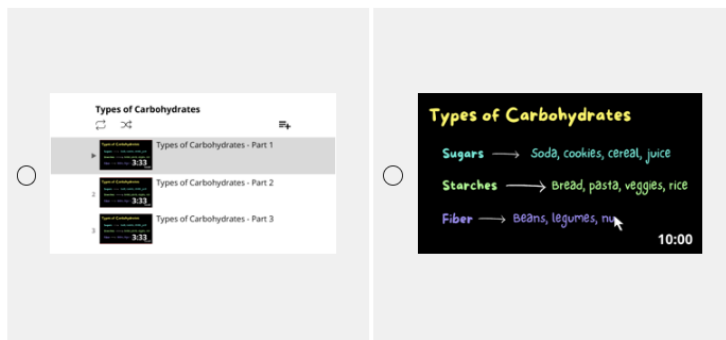 Types of Carbohydrates
Types of Carbohydrates - Part 1
3:33
2
Types of Carbohydrates - Part 2
3:33
3
Types of Carbohydrates - Part 3
3:33
Types of Carbohydrates
Sugars → Soda, cookies, cereal, juice
Starches → Bread, pasta, veggies, rice
Fiber → Beans, legumes, nu
10:00